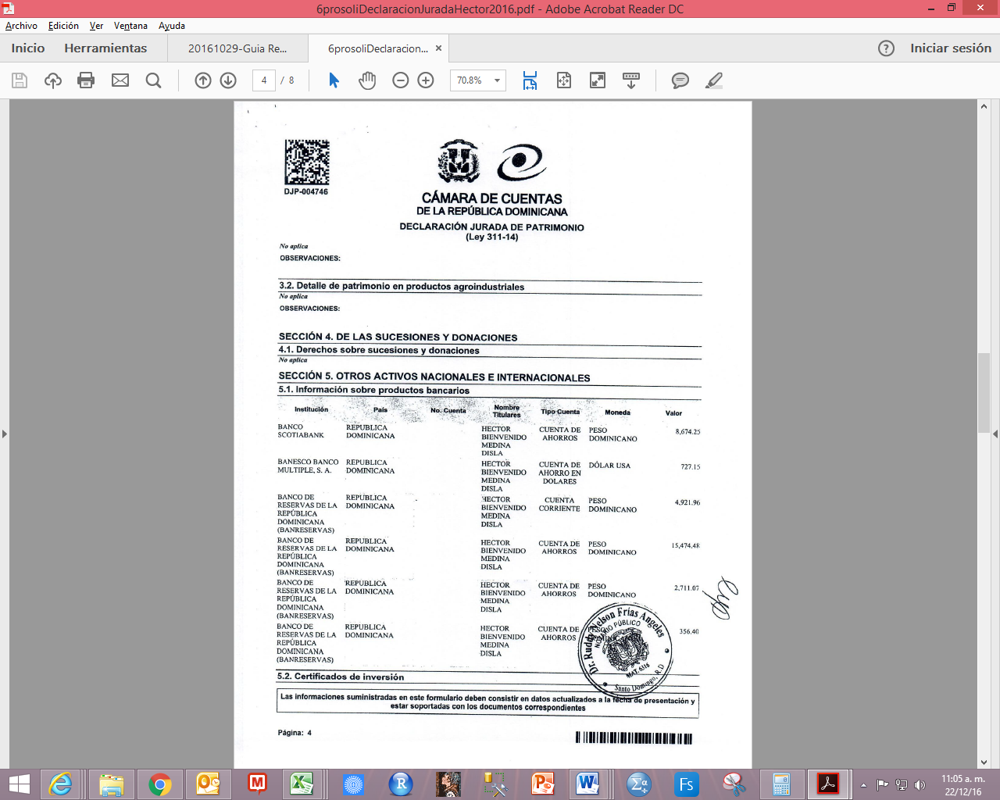 6prosoliDeclaracionJuradaHector2016.pdf - Adobe Acrobat Reader DC
Archivo Edición Ver Ventana Ayuda
Inicio Herramientas 20161029-Guia Re... 6prosoliDeclaracion... × ? Iniciar sesión
4 / 8 70.8%
DJP-004746
CÁMARA DE CUENTAS
DE LA REPÚBLICA DOMINICANA
DECLARACIÓN JURADA DE PATRIMONIO
(Ley 311-14)
No aplica
OBSERVACIONES:
3.2. Detalle de patrimonio en productos agroindustriales
No aplica
OBSERVACIONES:
SECCIÓN 4. DE LAS SUCESIONES Y DONACIONES
4.1. Derechos sobre sucesiones y donaciones
No aplica
SECCIÓN 5. OTROS ACTIVOS NACIONALES E INTERNACIONALES
5.1. Información sobre productos bancarios
Institución País No. Cuenta Nombre Titulares Tipo Cuenta Moneda Valor
BANCO REPUBLICA HECTOR CUENTA DE PESO 8,674.25
SCOTIABANK DOMINICANA BIENVENIDO AHORROS DOMINICANO
MEDINA
DISLA
BANESCO BANCO REPUBLICA HECTOR CUENTA DE DÓLAR USA 727.15
MULTIPLE, S. A. DOMINICANA BIENVENIDO AHORRO EN
MEDINA DOLARES
DISLA
BANCO DE REPUBLICA HECTOR CUENTA PESO 4,921.96
RESERVAS DE LA DOMINICANA BIENVENIDO CORRIENTE DOMINICANO
REPÚBLICA MEDINA
DOMINICANA DISLA
(BANRESERVAS)
BANCO DE REPUBLICA HECTOR CUENTA DE PESO 15,474.48
RESERVAS DE LA DOMINICANA BIENVENIDO AHORROS DOMINICANO
REPÚBLICA MEDINA
DOMINICANA DISLA
(BANRESERVAS)
BANCO DE REPUBLICA HECTOR CUENTA DE PESO 2,711.07
RESERVAS DE LA DOMINICANA BIENVENIDO AHORROS DOMINICANO
REPÚBLICA MEDINA
DOMINICANA DISLA
(BANRESERVAS)
BANCO DE REPUBLICA HECTOR CUENTA DE PESO 356.40
RESERVAS DE LA DOMINICANA BIENVENIDO AHORROS
REPÚBLICA MEDINA
DOMINICANA DISLA
(BANRESERVAS)
Dr. Ruddy Nelson Frías Angeles
NOTARIO PÚBLICO
MAT. 6316
Santo Domingo, R.D
5.2. Certificados de inversión
Las informaciones suministradas en este formulario deben consistir en datos actualizados a la fecha de presentación y
estar soportadas con los documentos correspondientes
Página: 4
11:05 a. m.
22/12/16